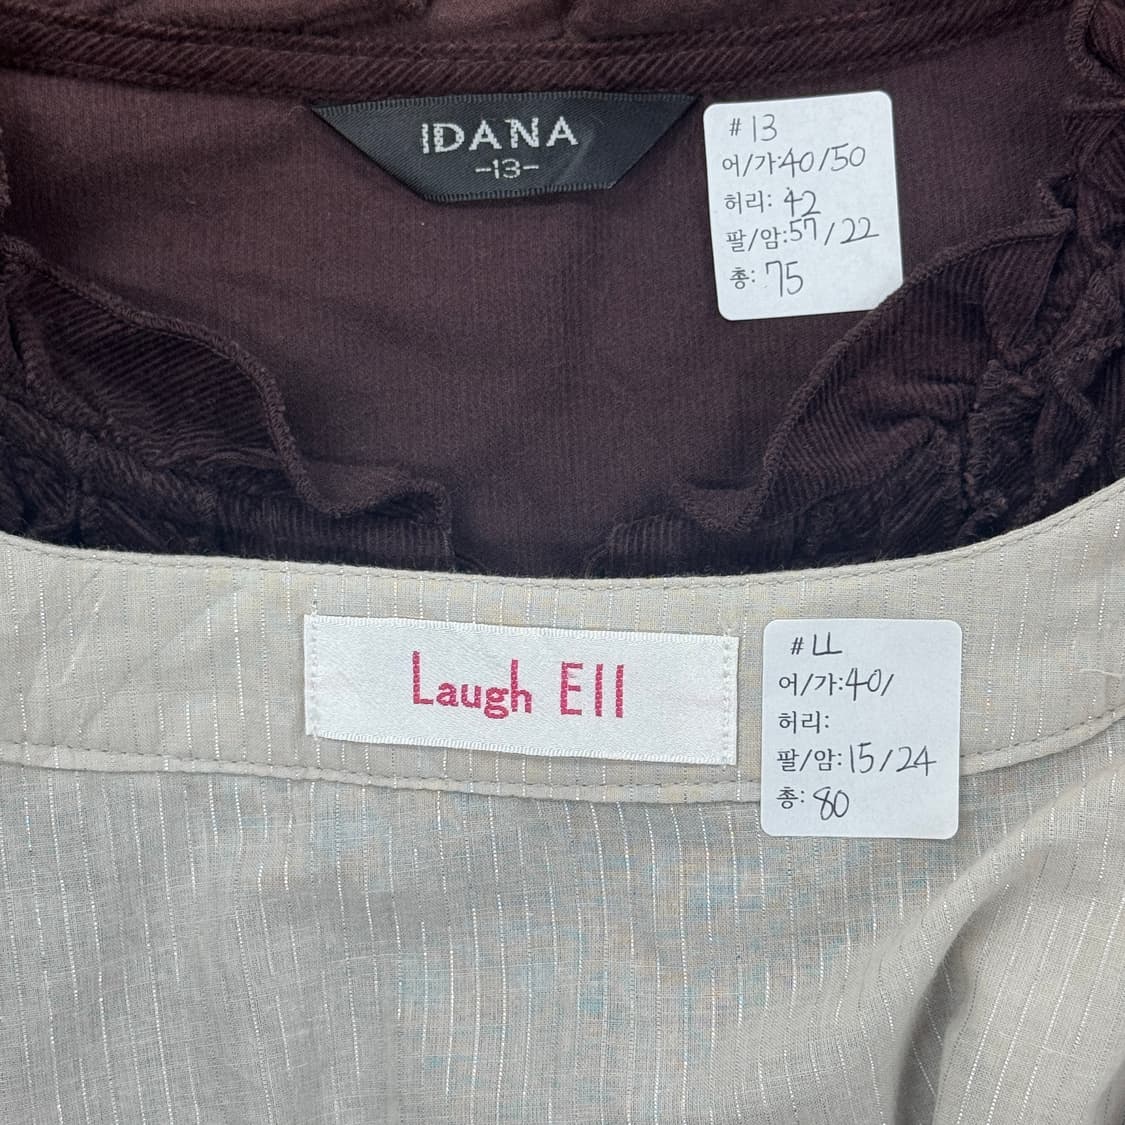 IDANA
-13-
#13
어/가:40/50
허리: 42
팔/암:57/22
총: 75
Laugh Ell
#LL
어/가:40/
허리:
팔/암:15/24
총: 80